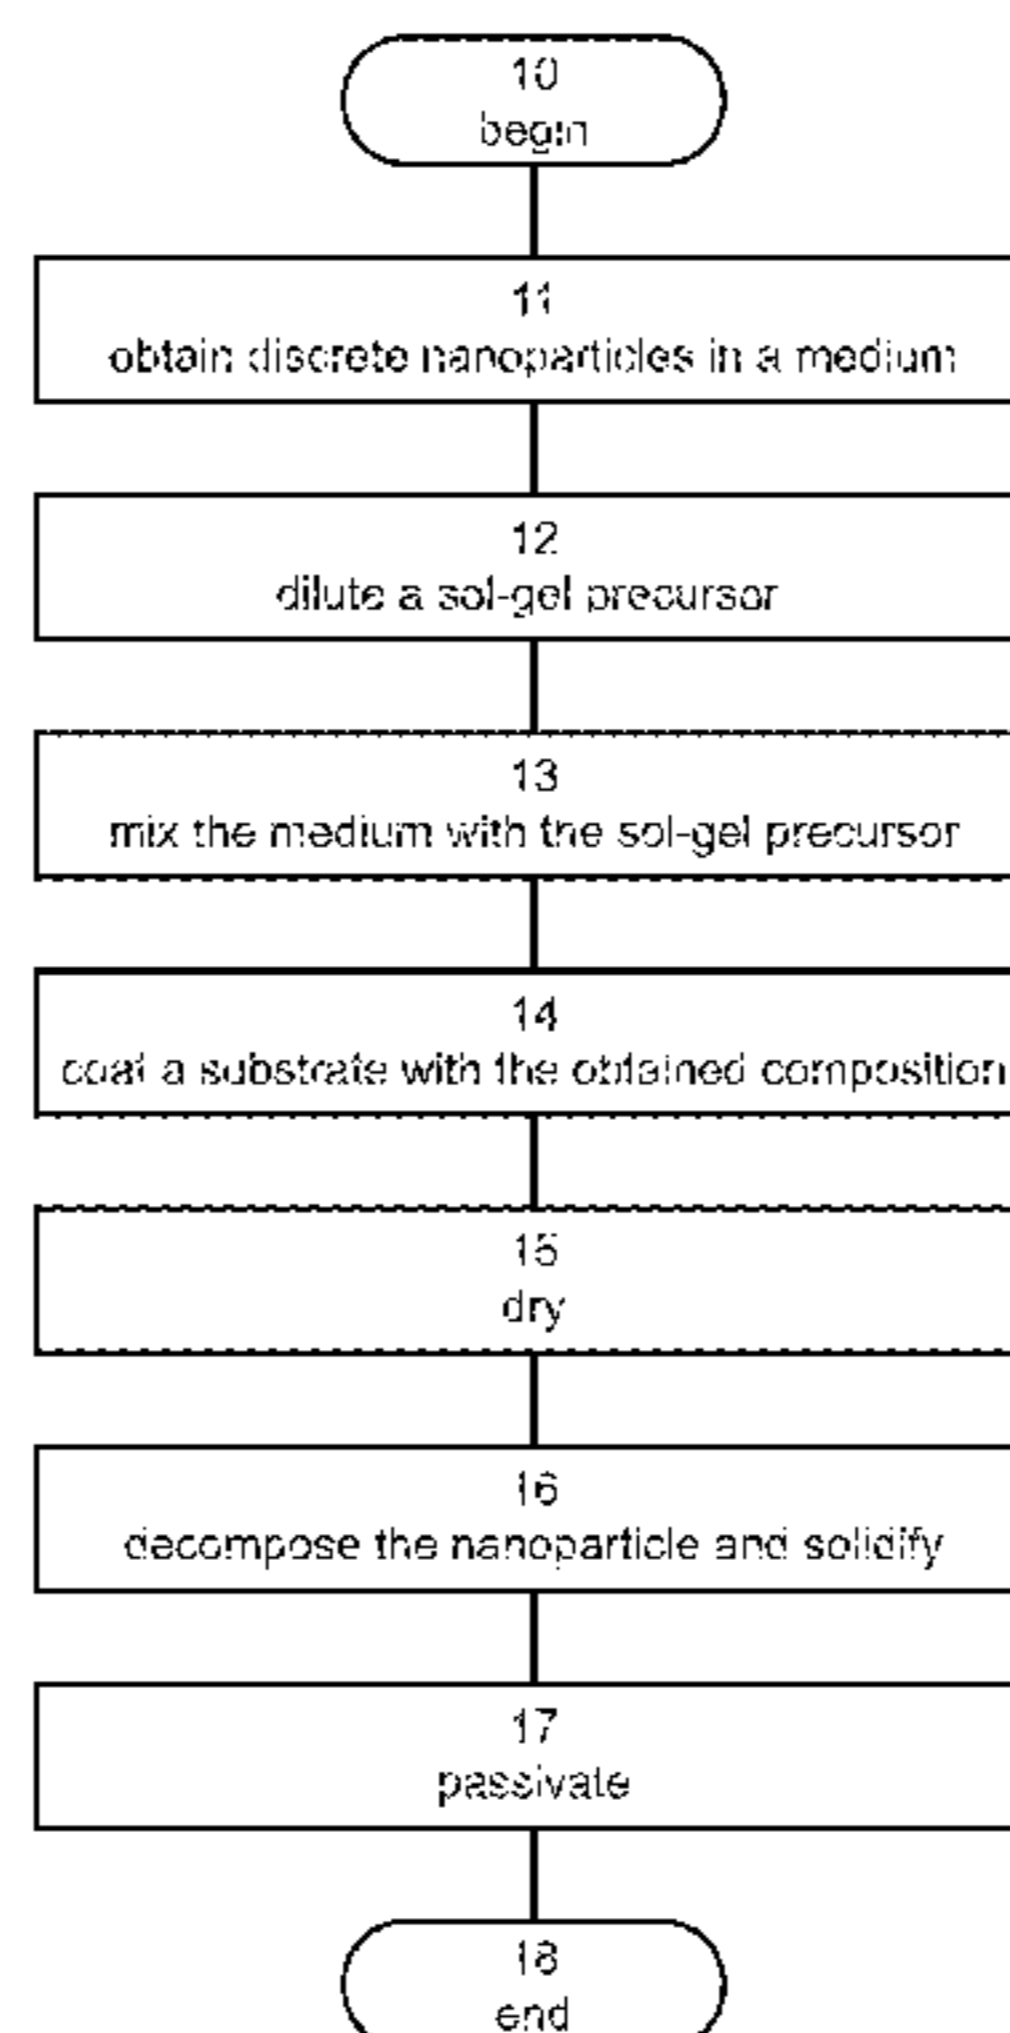 10
begin
11
obtain discrete nanoparticles in a medium
12
dilute a sol-gel precursor
13
mix the medium with the sol-gel precursor
14
coat a substrate with the obtained composition
15
dry
16
decompose the nanoparticle and solidify
17
passivate
18
end